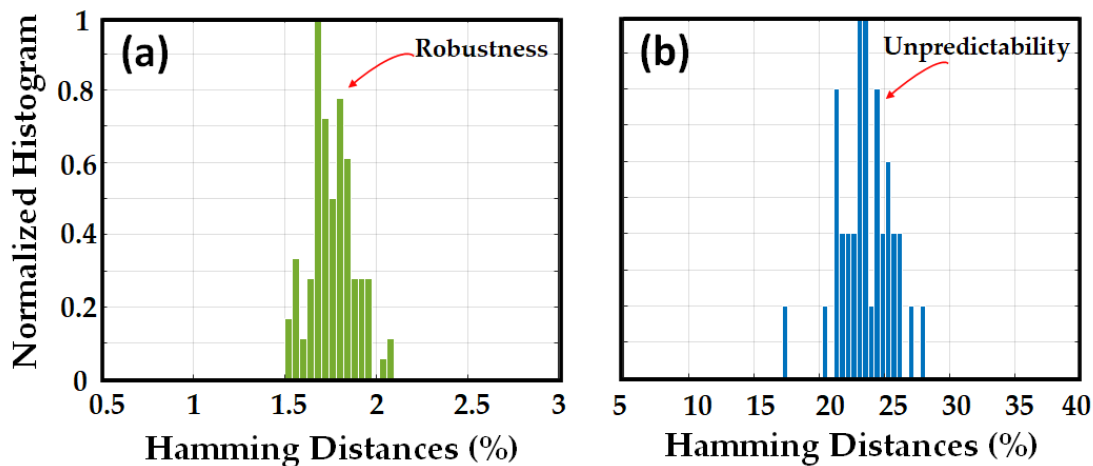 (a)
Robustness
(b)
Unpredictability
Normalized Histogram
1
0.8
0.6
0.4
0.2
0
0.5 1 1.5 2 2.5 3
5 10 15 20 25 30 35 40
Hamming Distances (%)
Hamming Distances (%)